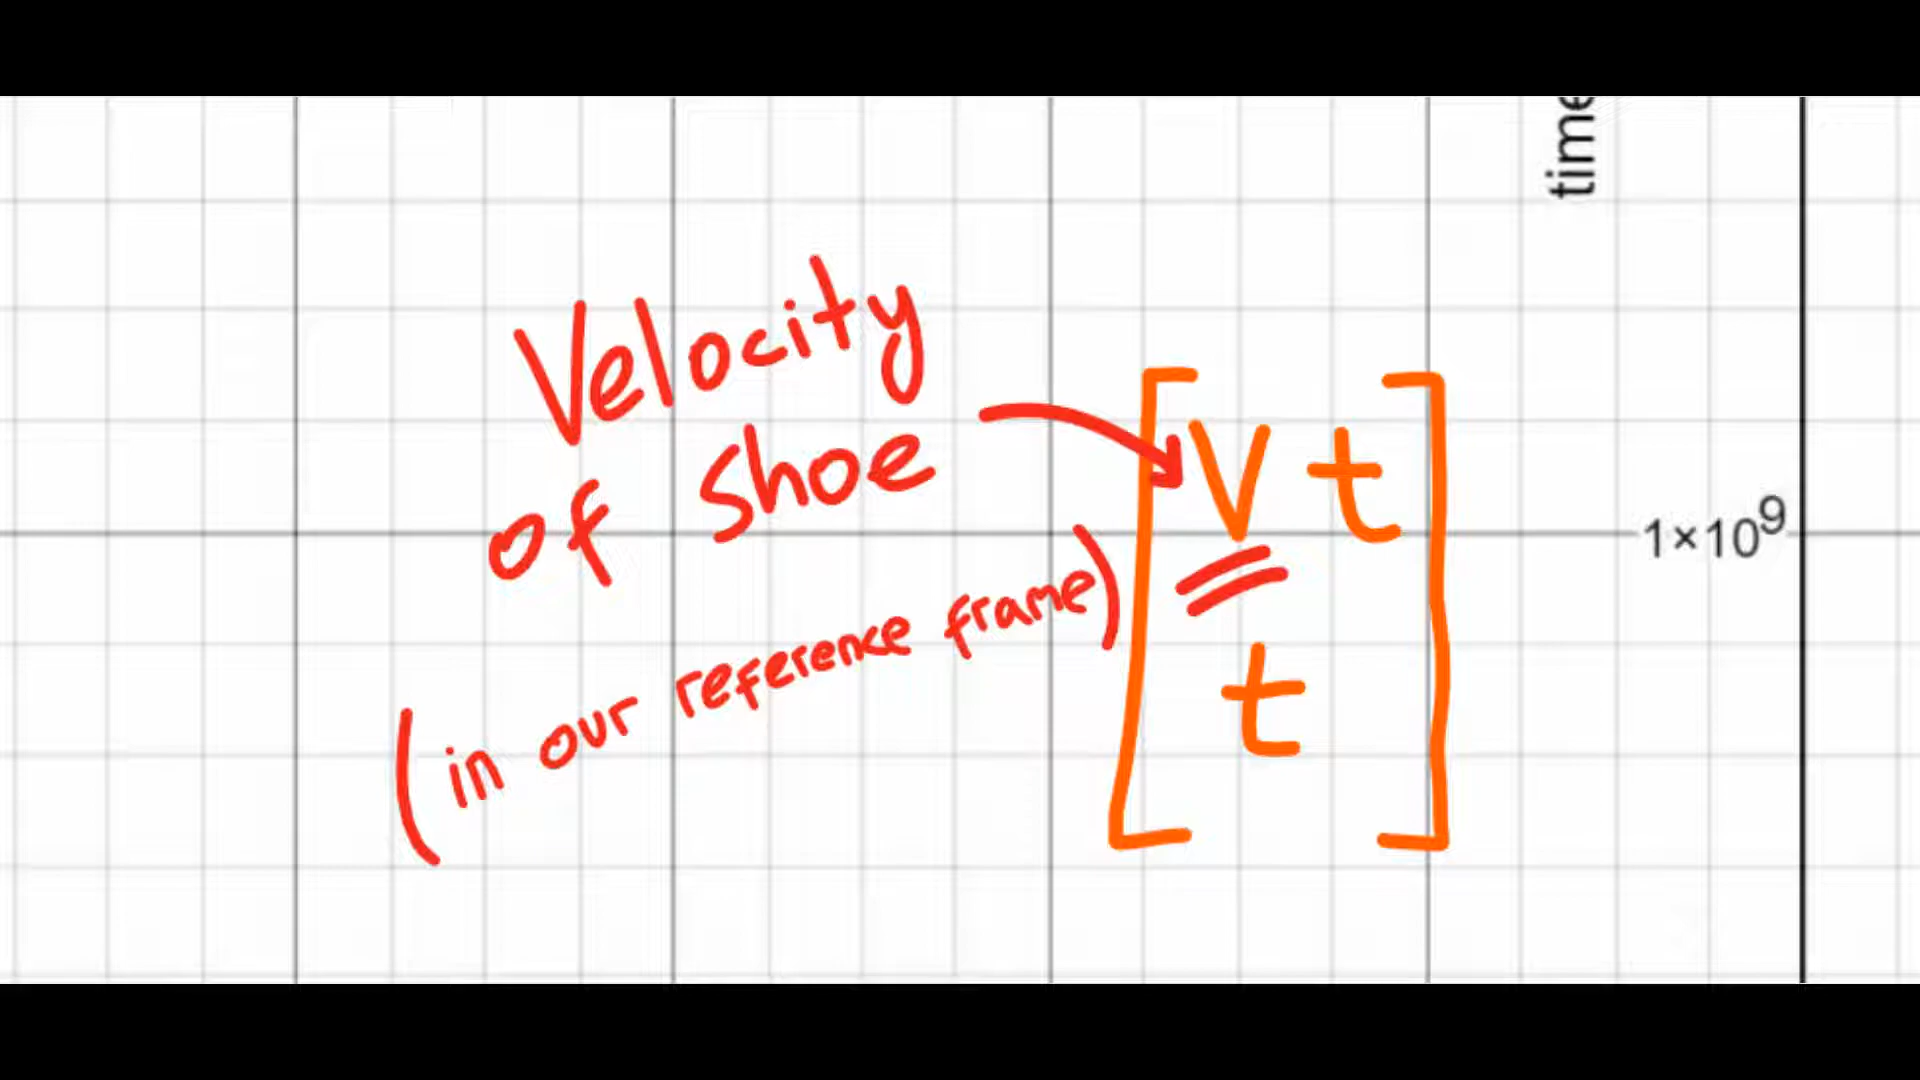 time
Velocity
of shoe
(in our reference frame)
v t
t
1×10⁹